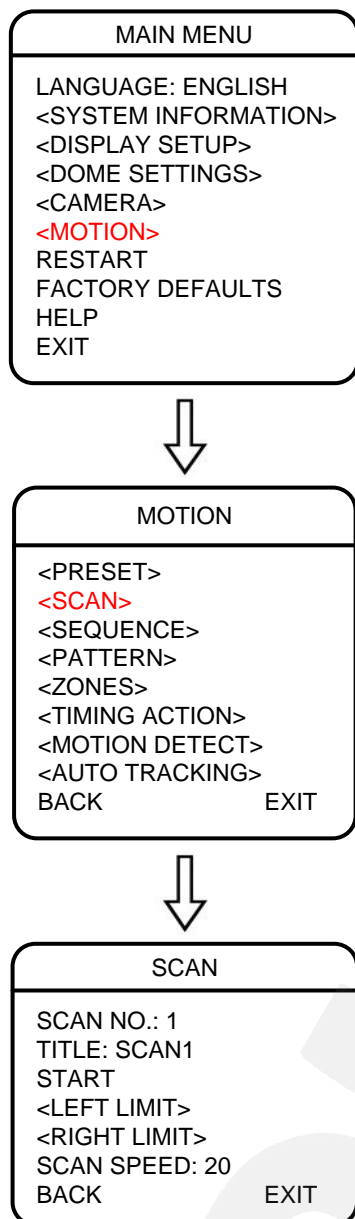 MAIN MENU
LANGUAGE: ENGLISH
<SYSTEM INFORMATION>
<DISPLAY SETUP>
<DOME SETTINGS>
<CAMERA>
<MOTION>
RESTART
FACTORY DEFAULTS
HELP
EXIT
MOTION
<PRESET>
<SCAN>
<SEQUENCE>
<PATTERN>
<ZONES>
<TIMING ACTION>
<MOTION DETECT>
<AUTO TRACKING>
BACK EXIT
SCAN
SCAN NO.: 1
TITLE: SCAN1
START
<LEFT LIMIT>
<RIGHT LIMIT>
SCAN SPEED: 20
BACK EXIT